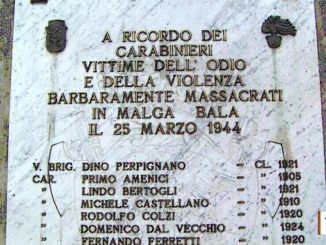 A RICORDO DEI
CARABINIERI
VITTIME DELL' ODIO
E DELLA VIOLENZA
BARBARAMENTE MASSACRATI
IN MALGA BALA
IL 25 MARZO 1944
V. BRIG. DINO PERPIGNANO — CL. 1921
CAR. PRIMO AMENICI — " 1905
" LINDO BERTOGLI — " 1921
" MICHELE CASTELLANO — " 1910
" RODOLFO COLZI — " 1920
" DOMENICO DAL VECCHIO — " 1924
" FERNANDO FERRETTI — " 1920